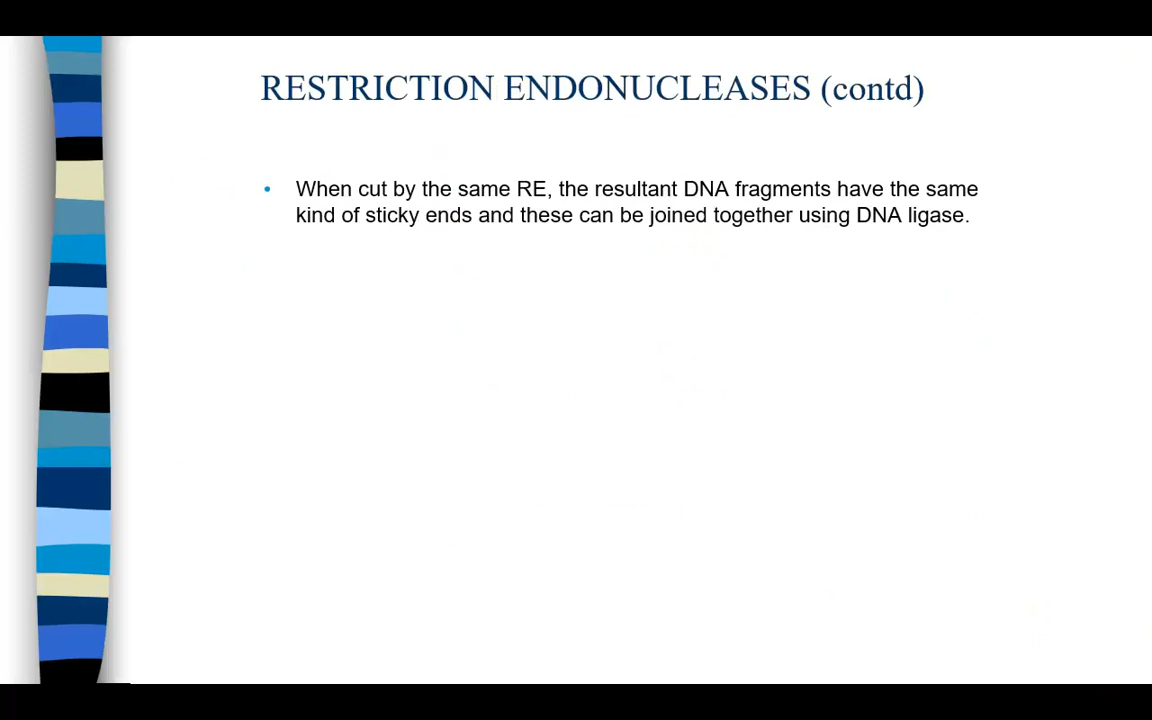 RESTRICTION ENDONUCLEASES (contd)
• When cut by the same RE, the resultant DNA fragments have the same
kind of sticky ends and these can be joined together using DNA ligase.